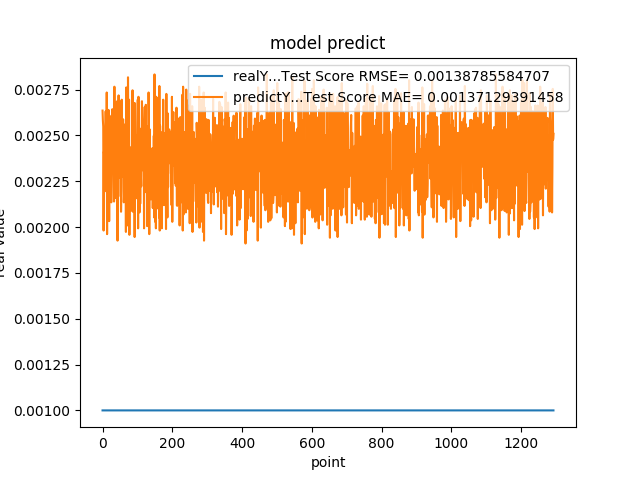 model predict
realY...Test Score RMSE= 0.00138785584707
predictY...Test Score MAE= 0.00137129391458
0.00275
0.00250
0.00225
0.00200
0.00175
0.00150
0.00125
0.00100
real value
0 200 400 600 800 1000 1200
point